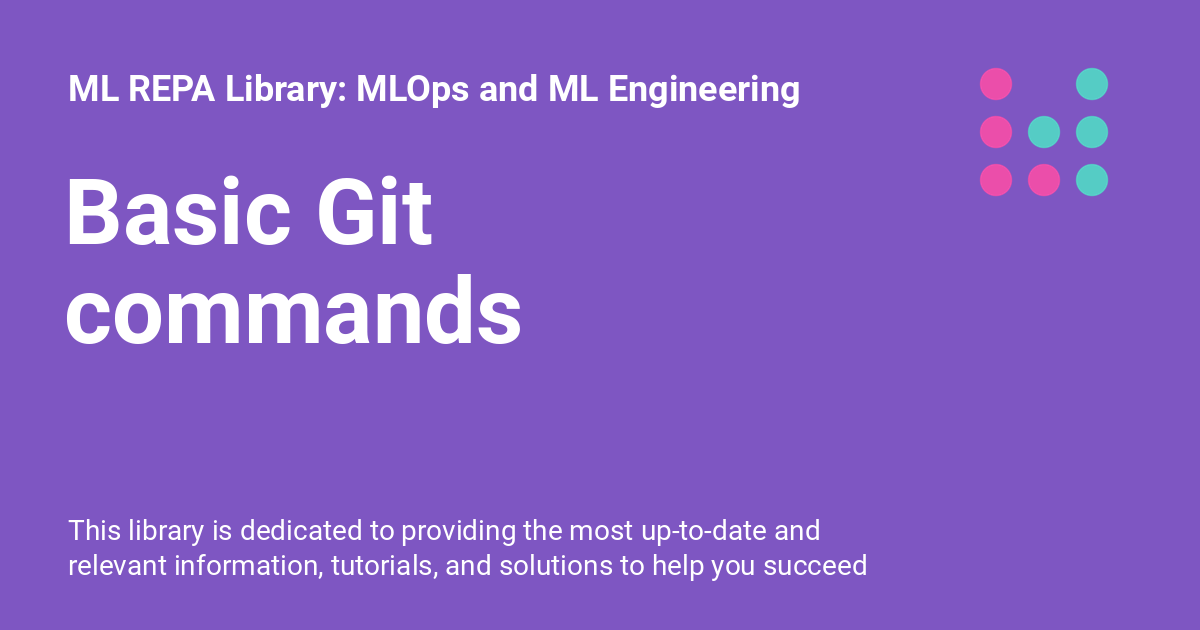 ML REPA Library: MLOps and ML Engineering
Basic Git
commands
This library is dedicated to providing the most up-to-date and
relevant information, tutorials, and solutions to help you succeed